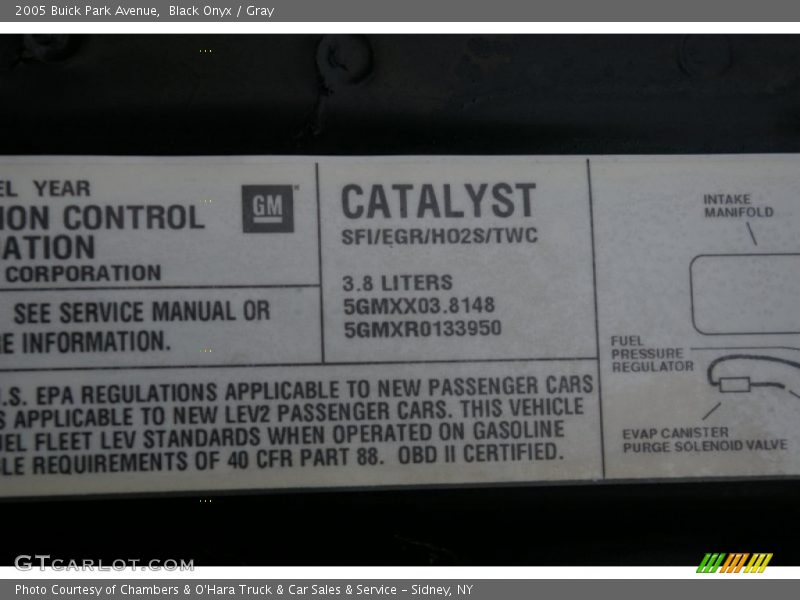 2005 Buick Park Avenue,  Black Onyx / Gray
EL YEAR
ION CONTROL
ATION
CORPORATION
GM
SEE SERVICE MANUAL OR
E INFORMATION.
CATALYST
SFI/EGR/HO2S/TWC
3.8 LITERS
5GMXX03.8148
5GMXR0133950
.S. EPA REGULATIONS APPLICABLE TO NEW PASSENGER CARS
S APPLICABLE TO NEW LEV2 PASSENGER CARS. THIS VEHICLE
UEL FLEET LEV STANDARDS WHEN OPERATED ON GASOLINE
LE REQUIREMENTS OF 40 CFR PART 88. OBD II CERTIFIED.
INTAKE
MANIFOLD
FUEL
PRESSURE
REGULATOR
EVAP CANISTER
PURGE SOLENOID VALVE
GTCARLOT.COM
Photo Courtesy of Chambers & O'Hara Truck & Car Sales & Service - Sidney, NY